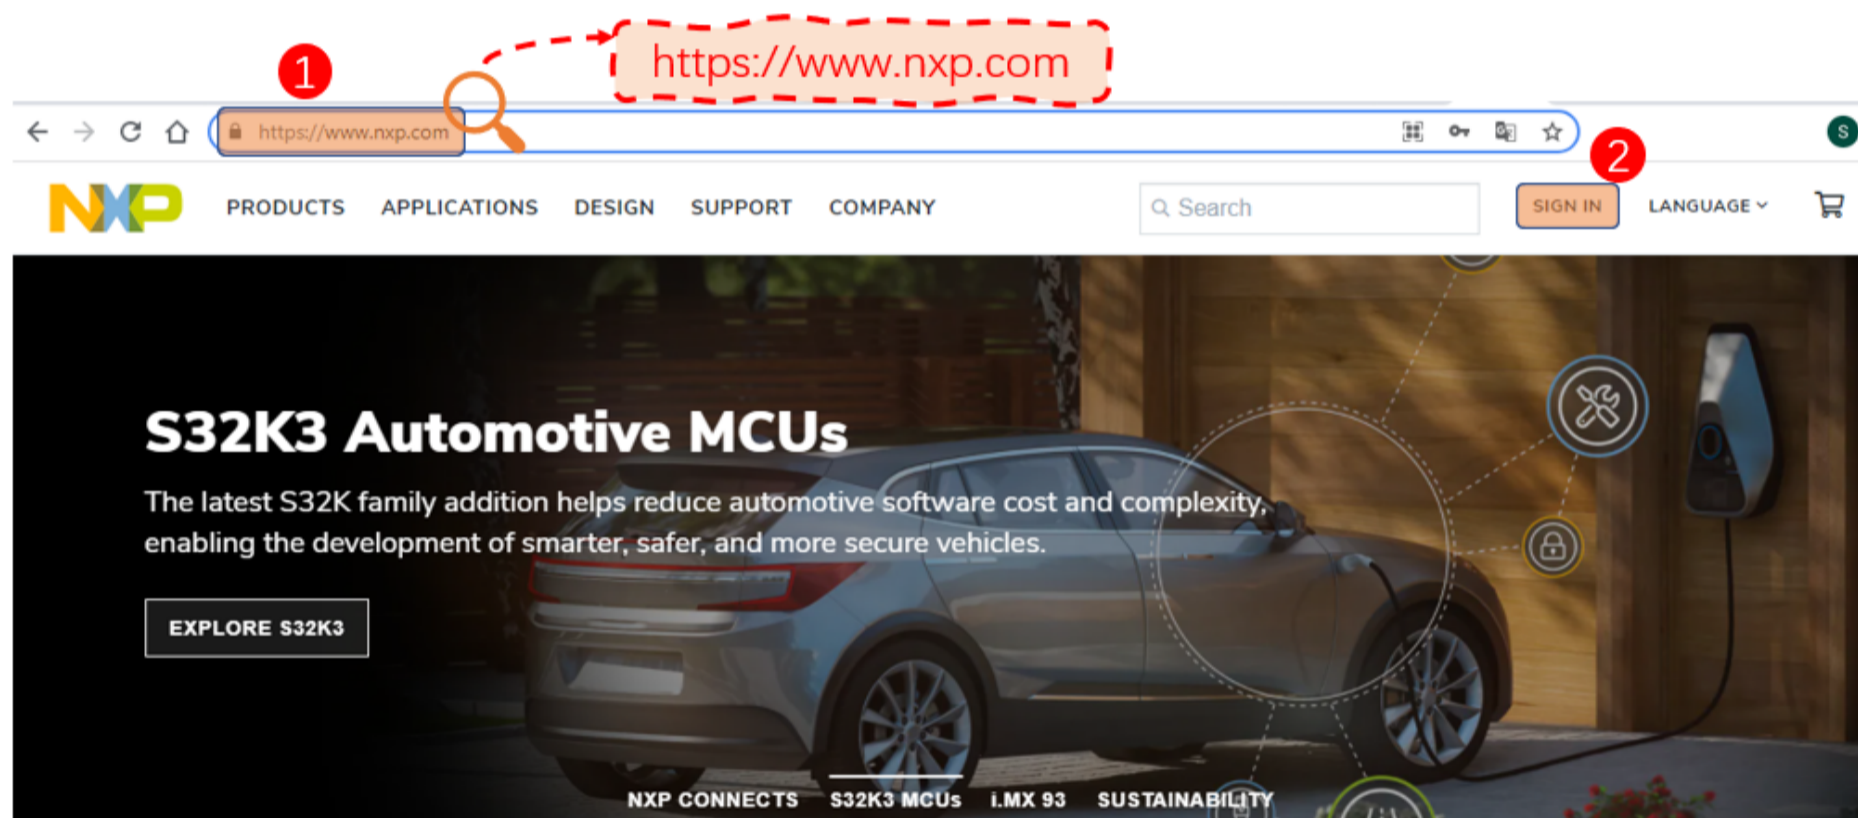 1
https://www.nxp.com
https://www.nxp.com
S
2
NXP
PRODUCTS APPLICATIONS DESIGN SUPPORT COMPANY
Search
SIGN IN
LANGUAGE
S32K3 Automotive MCUs
The latest S32K family addition helps reduce automotive software cost and complexity,
enabling the development of smarter, safer, and more secure vehicles.
EXPLORE S32K3
NXP CONNECTS S32K3 MCUs i.MX 93 SUSTAINABILITY